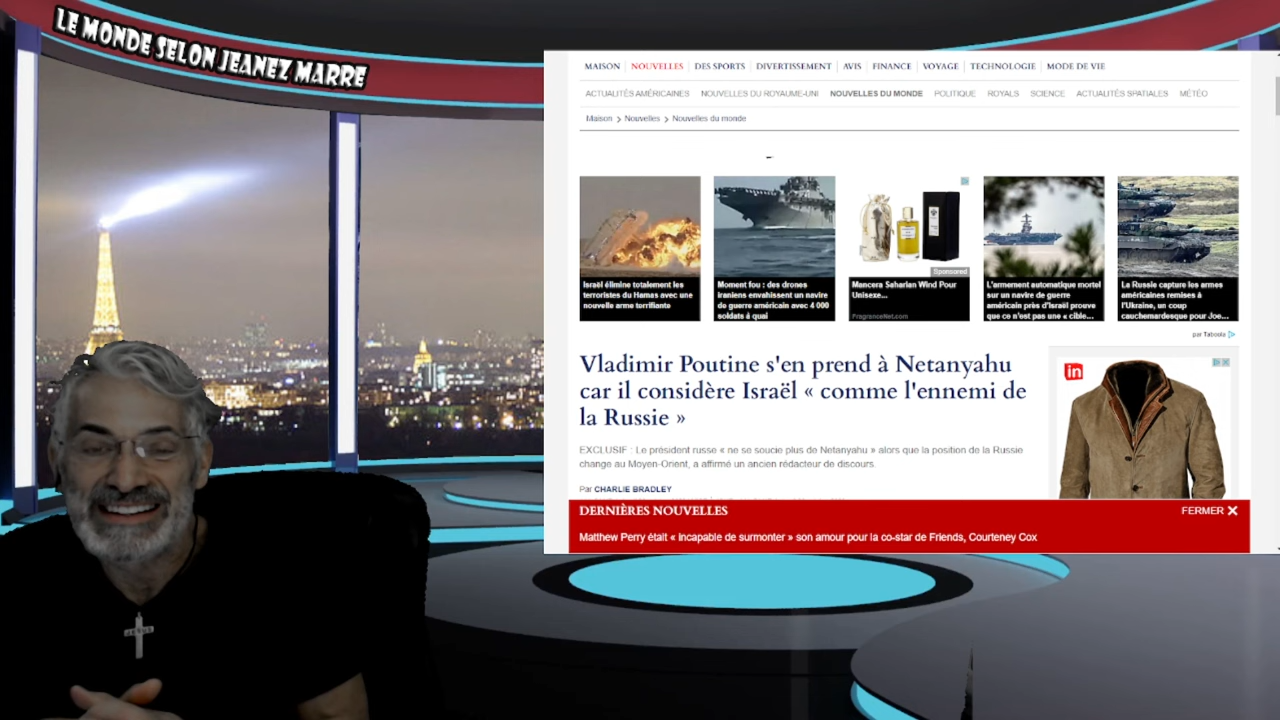 LE MONDE SELON JEANEZ MARRE
MAISON NOUVELLES DES SPORTS DIVERTISSEMENT AVIS FINANCE VOYAGE TECHNOLOGIE MODE DE VIE
ACTUALITÉS AMÉRICAINES NOUVELLES DU ROYAUME-UNI NOUVELLES DU MONDE POLITIQUE ROYALS SCIENCE ACTUALITÉS SPATIALES MÉTÉO
Maison > Nouvelles > Nouvelles du monde
Israël élimine totalement les
terroristes du Hamas avec une
nouvelle arme terrifiante
Moment fou : des drones
iraniens envahissent un navire
de guerre américain avec 4 000
soldats à quai
Sponsored
Mancera Saharian Wind Pour
Unisexe...
FragranceNet.com
L'armement automatique mortel
sur un navire de guerre
américain près d'Israël prouve
que ce n'est pas une « cible...
La Russie capture les armes
américaines remises à
l'Ukraine, un coup
cauchemardesque pour Joe...
par Taboola
Vladimir Poutine s'en prend à Netanyahu
car il considère Israël « comme l'ennemi de
la Russie »
EXCLUSIF : Le président russe « ne se soucie plus de Netanyahu » alors que la position de la Russie
change au Moyen-Orient, a affirmé un ancien rédacteur de discours.
Par CHARLIE BRADLEY
in
DERNIÈRES NOUVELLES
FERMER X
Matthew Perry était « incapable de surmonter » son amour pour la co-star de Friends, Courteney Cox
JESUS